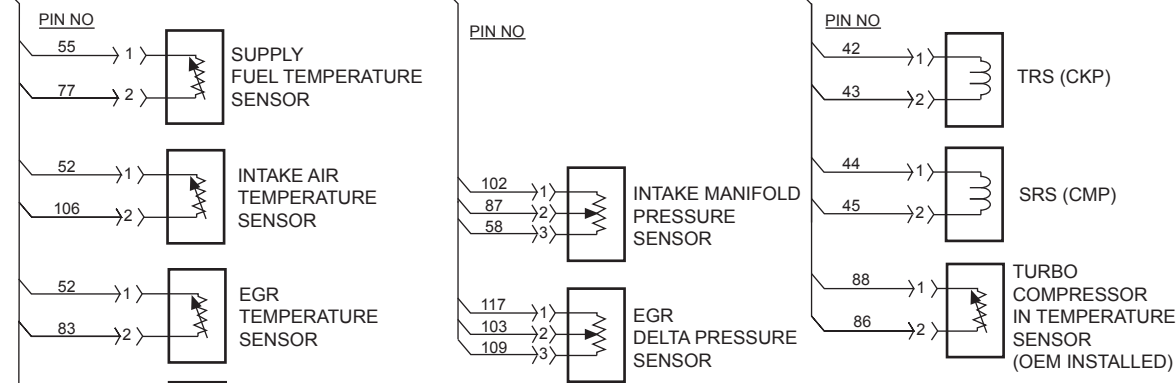 PIN NO
55
1
77
2
SUPPLY
FUEL TEMPERATURE
SENSOR
52
1
106
2
INTAKE AIR
TEMPERATURE
SENSOR
52
1
83
2
EGR
TEMPERATURE
SENSOR
PIN NO
102
1
87
2
58
3
INTAKE MANIFOLD
PRESSURE
SENSOR
117
1
103
2
109
3
EGR
DELTA PRESSURE
SENSOR
PIN NO
42
1
43
2
TRS (CKP)
44
1
45
2
SRS (CMP)
88
1
86
2
TURBO
COMPRESSOR
IN TEMPERATURE
SENSOR
(OEM INSTALLED)